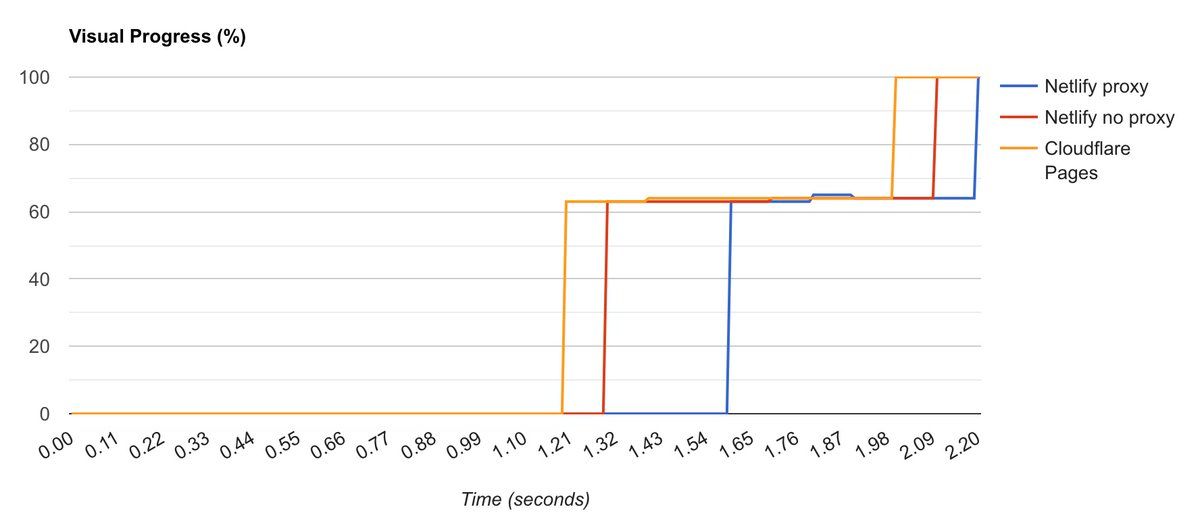 Visual Progress (%)
100
80
60
40
20
0
0.00 0.11 0.22 0.33 0.44 0.55 0.66 0.77 0.88 0.99 1.10 1.21 1.32 1.43 1.54 1.65 1.76 1.87 1.98 2.09 2.20
Time (seconds)
Netlify proxy
Netlify no proxy
Cloudflare
Pages